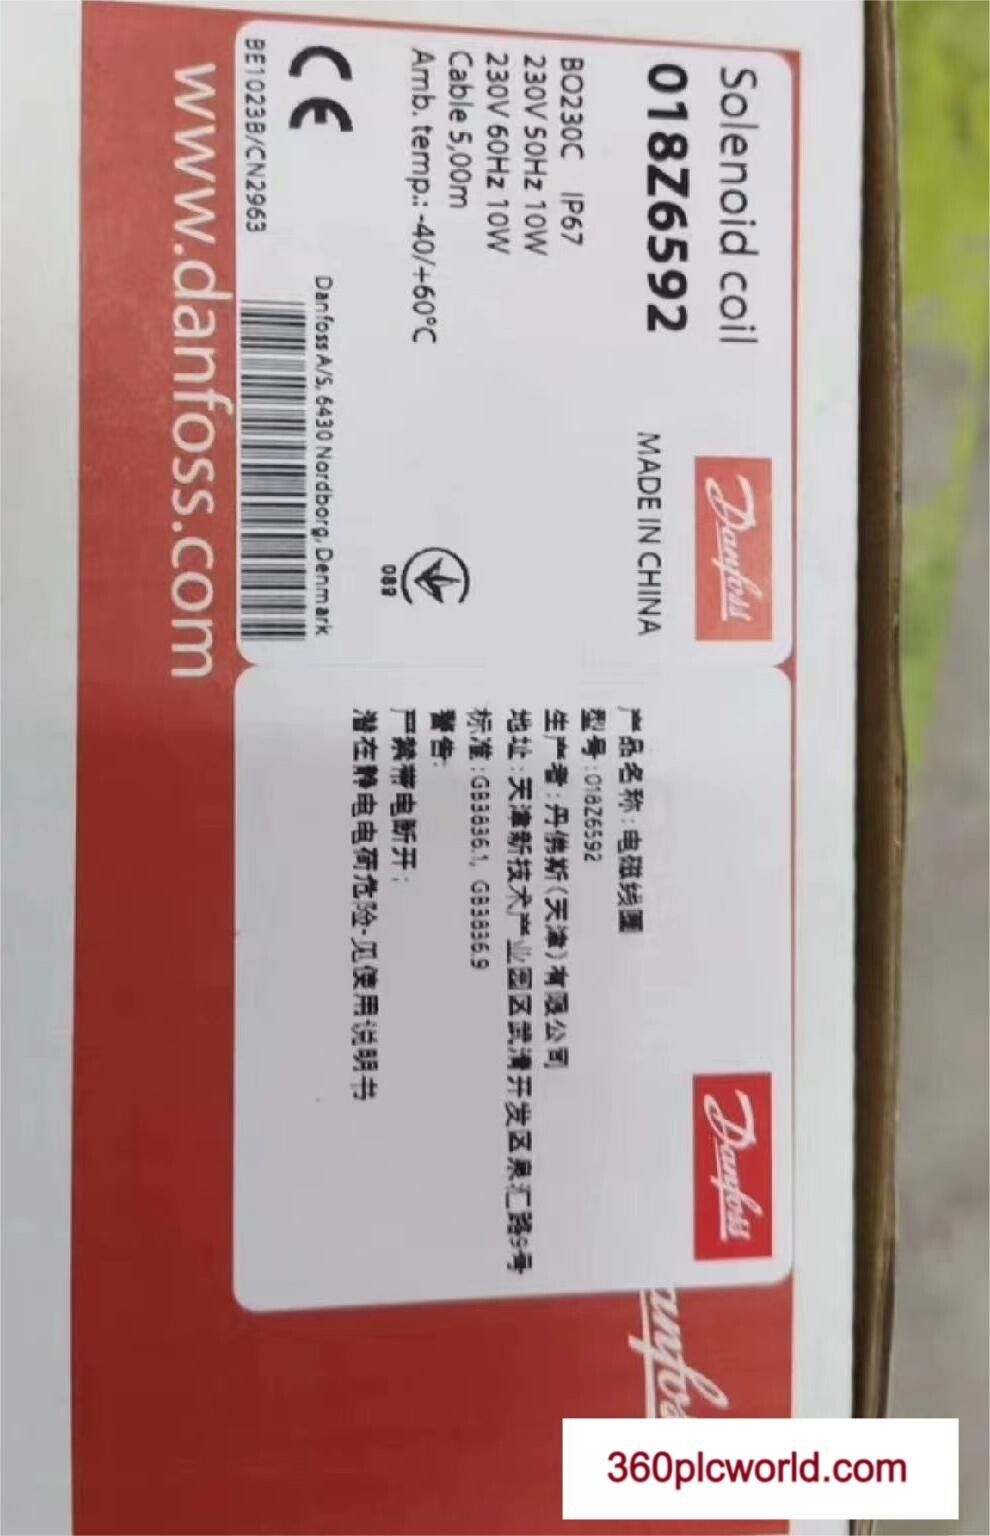 Solenoid coil
018Z6592
MADE IN CHINA
Danfoss
BO230C IP67
230V 50Hz 10W
230V 60Hz 10W
Cable 5,00m
Amb. temp.: -40/+60°C
089
Danfoss A/S, 6430 Nordborg, Denmark
CE
BE1023B/CN2963
www.danfoss.com
Danfoss
产品名称:电磁线圈
型号:018Z6592
生产者:丹佛斯(天津)有限公司
地址:天津新技术产业园区武清开发区泉汇路5号
标准:GB3836.1, GB3836.9
警告:
严禁带电断开;
潜在静电电荷危险-见使用说明书
anfoss
360plcworld.com